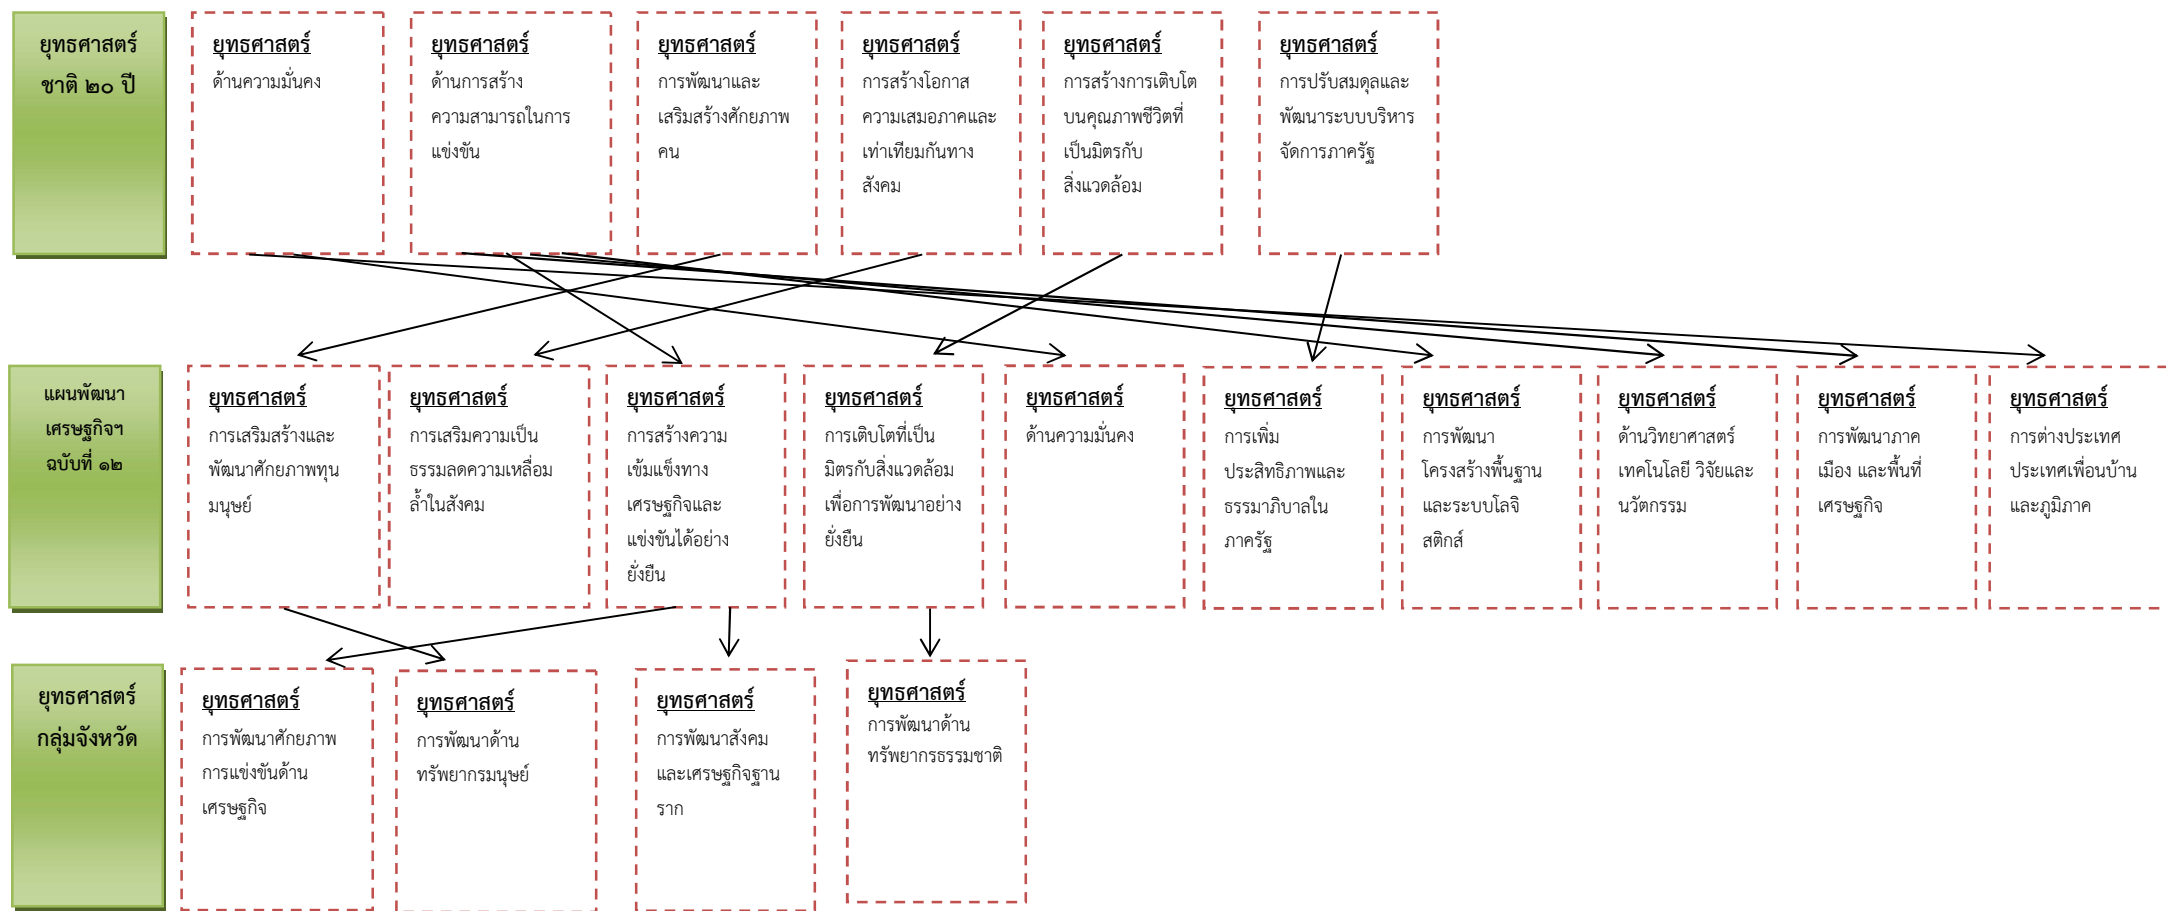 ยุทธศาสตร์
ชาติ ๒๐ ปี
ยุทธศาสตร์
ด้านความมั่นคง
ยุทธศาสตร์
ด้านการสร้าง
ความสามารถในการ
แข่งขัน
ยุทธศาสตร์
การพัฒนาและ
เสริมสร้างศักยภาพ
คน
ยุทธศาสตร์
การสร้างโอกาส
ความเสมอภาคและ
เท่าเทียมกันทาง
สังคม
ยุทธศาสตร์
การสร้างการเติบโต
บนคุณภาพชีวิตที่
เป็นมิตรกับ
สิ่งแวดล้อม
ยุทธศาสตร์
การปรับสมดุลและ
พัฒนาระบบบริหาร
จัดการภาครัฐ
แผนพัฒนา
เศรษฐกิจฯ
ฉบับที่ ๑๒
ยุทธศาสตร์
การเสริมสร้างและ
พัฒนาศักยภาพทุน
มนุษย์
ยุทธศาสตร์
การเสริมความเป็น
ธรรมลดความเหลื่อม
ล้ำในสังคม
ยุทธศาสตร์
การสร้างความ
เข้มแข็งทาง
เศรษฐกิจและ
แข่งขันได้อย่าง
ยั่งยืน
ยุทธศาสตร์
การเติบโตที่เป็น
มิตรกับสิ่งแวดล้อม
เพื่อการพัฒนาอย่าง
ยั่งยืน
ยุทธศาสตร์
ด้านความมั่นคง
ยุทธศาสตร์
การเพิ่ม
ประสิทธิภาพและ
ธรรมาภิบาลใน
ภาครัฐ
ยุทธศาสตร์
การพัฒนา
โครงสร้างพื้นฐาน
และระบบโลจิ
สติกส์
ยุทธศาสตร์
ด้านวิทยาศาสตร์
เทคโนโลยี วิจัยและ
นวัตกรรม
ยุทธศาสตร์
การพัฒนาภาค
เมือง และพื้นที่
เศรษฐกิจ
ยุทธศาสตร์
การต่างประเทศ
ประเทศเพื่อนบ้าน
และภูมิภาค
ยุทธศาสตร์
กลุ่มจังหวัด
ยุทธศาสตร์
การพัฒนาศักยภาพ
การแข่งขันด้าน
เศรษฐกิจ
ยุทธศาสตร์
การพัฒนาด้าน
ทรัพยากรมนุษย์
ยุทธศาสตร์
การพัฒนาสังคม
และเศรษฐกิจฐาน
ราก
ยุทธศาสตร์
การพัฒนาด้าน
ทรัพยากรธรรมชาติ